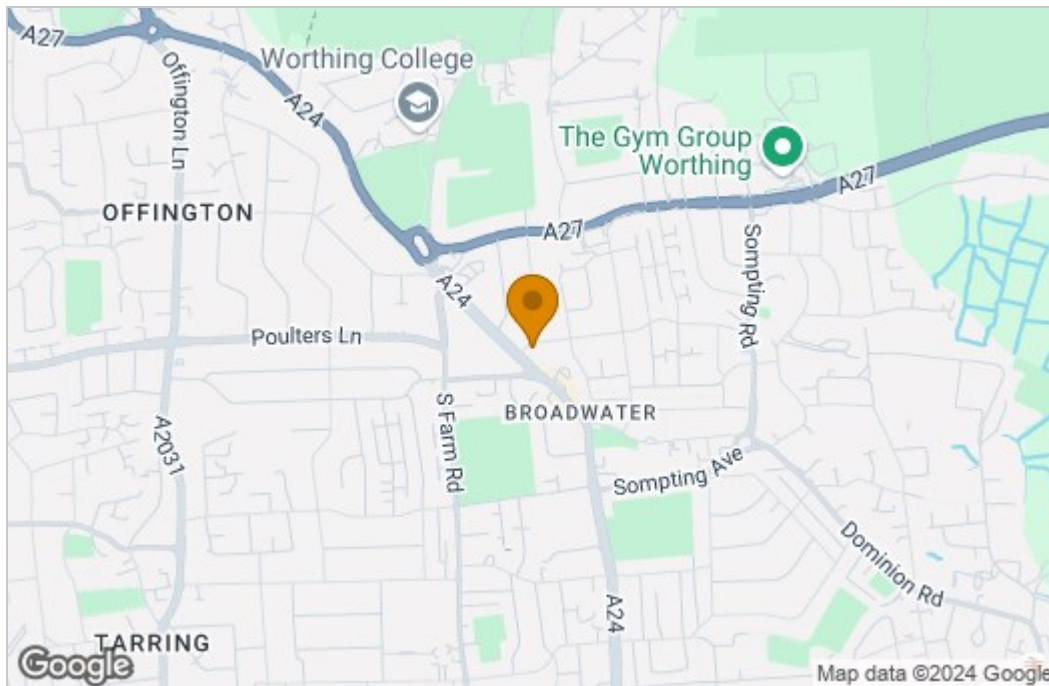 A27
Offington Ln
A24
Worthing College
The Gym Group
Worthing
A27
A27
OFFINGTON
Sompting Rd
A24
Poulters Ln
BROADWATER
S Farm Rd
A2031
Sompting Ave
Dominion Rd
A24
TARRING
Google
Map data ©2024 Google